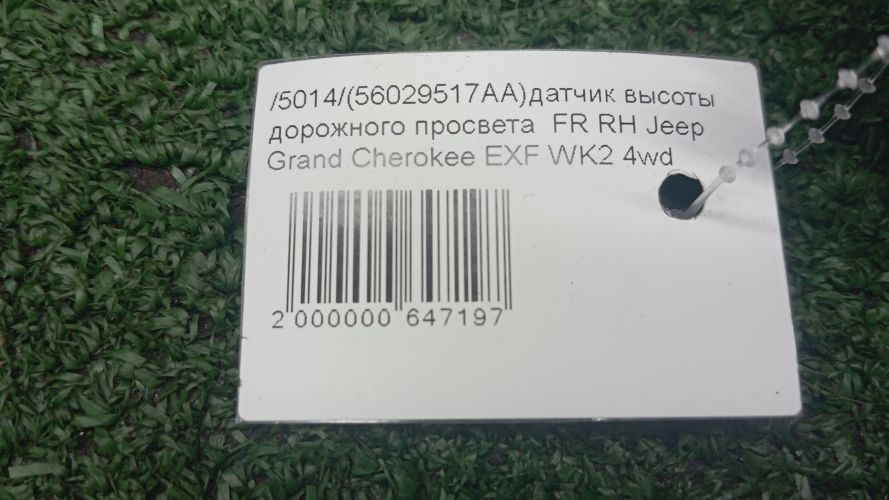 /5014/(56029517AA)датчик высоты
дорожного просвета FR RH Jeep
Grand Cherokee EXF WK2 4wd
2 000000 647197